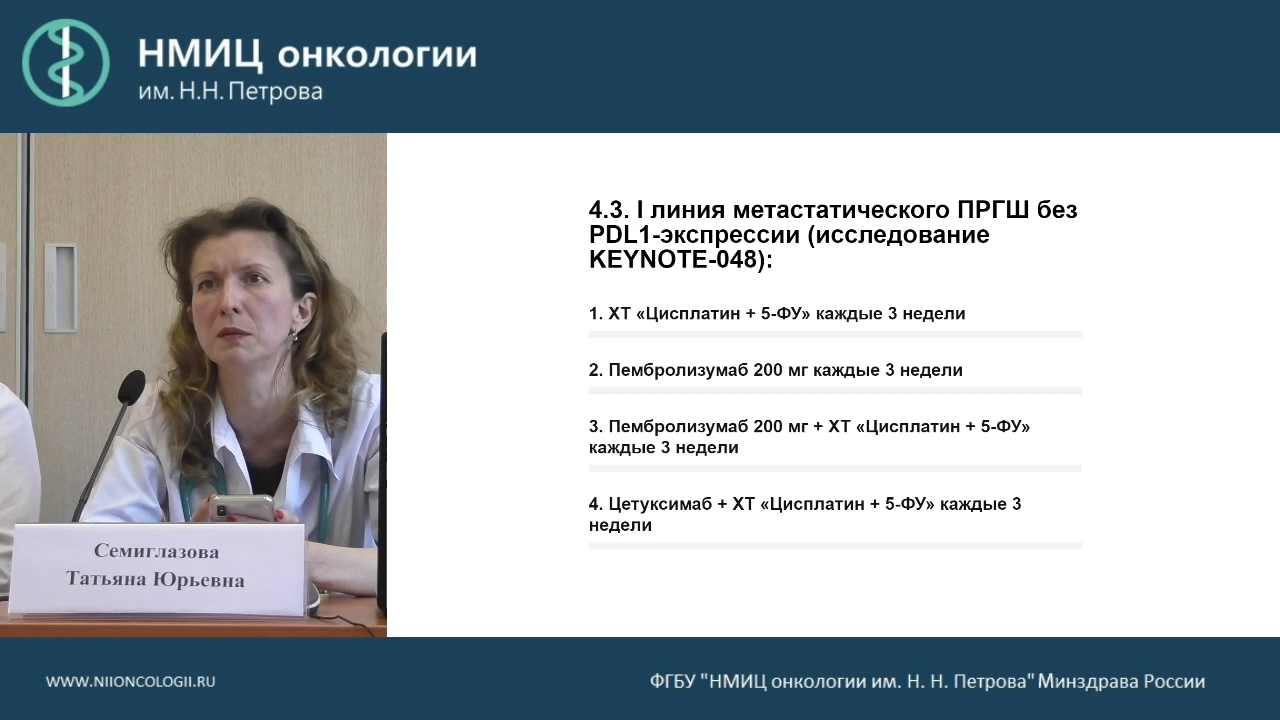 НМИЦ онкологии
им. Н.Н. Петрова
4.3. I линия метастатического ПРГШ без
PDL1-экспрессии (исследование
KEYNOTE-048):
1. ХТ «Цисплатин + 5-ФУ» каждые 3 недели
2. Пембролизумаб 200 мг каждые 3 недели
3. Пембролизумаб 200 мг + ХТ «Цисплатин + 5-ФУ»
каждые 3 недели
4. Цетуксимаб + ХТ «Цисплатин + 5-ФУ» каждые 3
недели
Семиглазова
Татьяна Юрьевна
WWW.NIIONCOLOGII.RU
ФГБУ "НМИЦ онкологии им. Н. Н. Петрова" Минздрава России